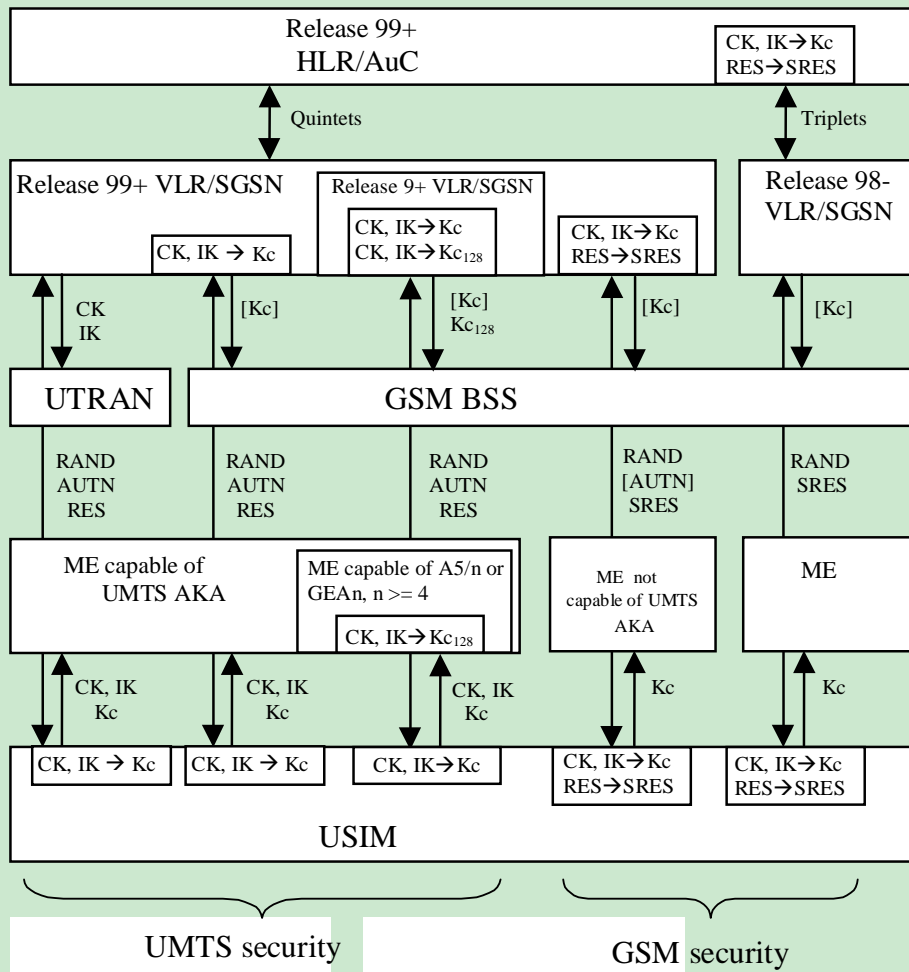 Release 99+
HLR/AuC
CK, IK→Kc
RES→SRES
Quintets
Triplets
Release 99+ VLR/SGSN
CK, IK → Kc
Release 9+ VLR/SGSN
CK, IK→Kc
CK, IK→Kc128
CK, IK→Kc
RES→SRES
Release 98-
VLR/SGSN
CK
IK
[Kc]
[Kc]
Kc128
[Kc]
[Kc]
UTRAN
GSM BSS
RAND
AUTN
RES
RAND
AUTN
RES
RAND
AUTN
RES
RAND
[AUTN]
SRES
RAND
SRES
ME capable of
UMTS AKA
ME capable of A5/n or
GEAn, n >= 4
CK, IK→Kc128
ME not
capable of UMTS
AKA
ME
CK, IK
Kc
CK, IK
Kc
CK, IK
Kc
Kc
Kc
CK, IK → Kc
CK, IK → Kc
CK, IK→Kc
CK, IK→Kc
RES→SRES
CK, IK→Kc
RES→SRES
USIM
UMTS security
GSM security